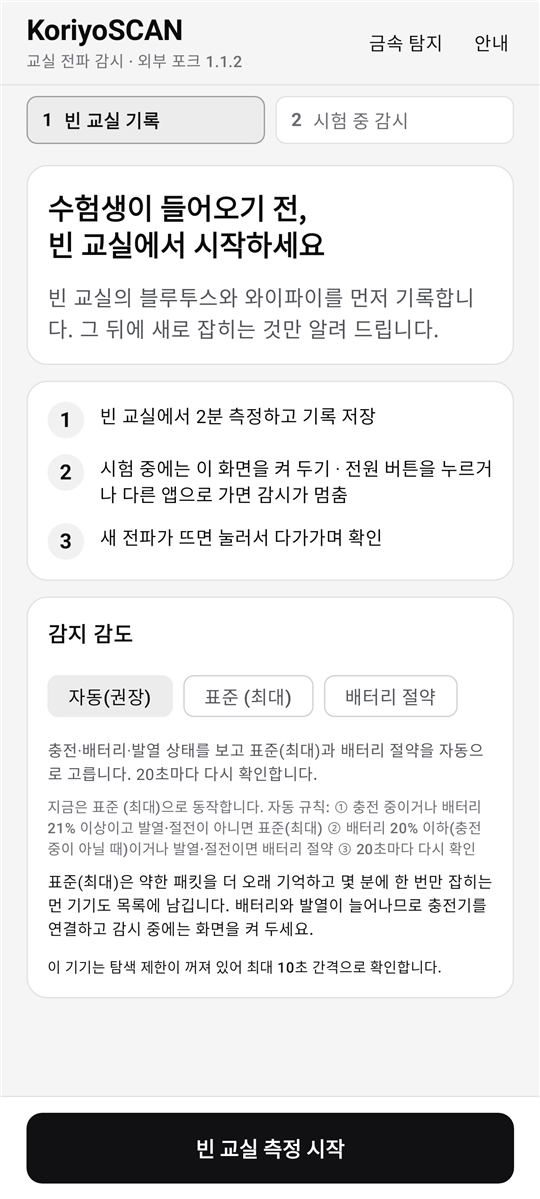 KoriyoSCAN
교실 전파 감시 · 외부 포크 1.1.2
금속 탐지
안내
1 빈 교실 기록
2 시험 중 감시
수험생이 들어오기 전,
빈 교실에서 시작하세요
빈 교실의 블루투스와 와이파이를 먼저 기록합니
다. 그 뒤에 새로 잡히는 것만 알려 드립니다.
1 빈 교실에서 2분 측정하고 기록 저장
2 시험 중에는 이 화면을 켜 두기 · 전원 버튼을 누르거
나 다른 앱으로 가면 감시가 멈춤
3 새 전파가 뜨면 눌러서 다가가며 확인
감지 감도
자동(권장)
표준 (최대)
배터리 절약
충전·배터리·발열 상태를 보고 표준(최대)과 배터리 절약을 자동으
로 고릅니다. 20초마다 다시 확인합니다.
지금은 표준 (최대)으로 동작합니다. 자동 규칙: ① 충전 중이거나 배터리
21% 이상이고 발열·절전이 아니면 표준(최대) ② 배터리 20% 이하(충전
중이 아닐 때)이거나 발열·절전이면 배터리 절약 ③ 20초마다 다시 확인
표준(최대)은 약한 패킷을 더 오래 기억하고 몇 분에 한 번만 잡히는
먼 기기도 목록에 남깁니다. 배터리와 발열이 늘어나므로 충전기를
연결하고 감시 중에는 화면을 켜 두세요.
이 기기는 탐색 제한이 꺼져 있어 최대 10초 간격으로 확인합니다.
빈 교실 측정 시작